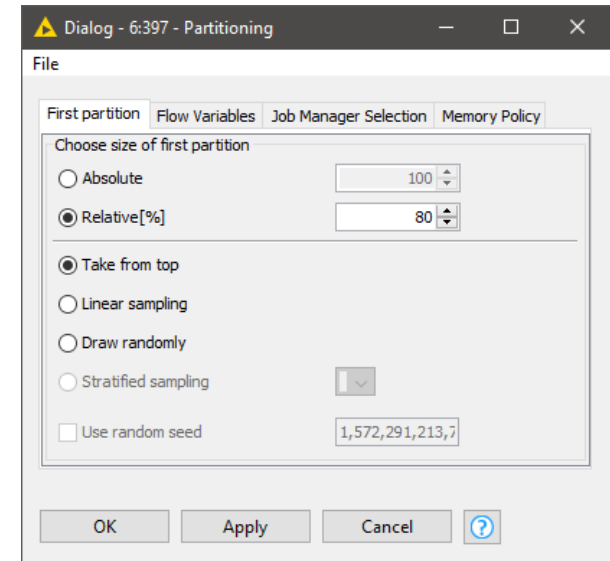 Dialog - 6:397 - Partitioning
File
First partition Flow Variables Job Manager Selection Memory Policy
Choose size of first partition
Absolute 100
Relative[%] 80
Take from top
Linear sampling
Draw randomly
Stratified sampling
Use random seed 1,572,291,213,7
OK Apply Cancel ?